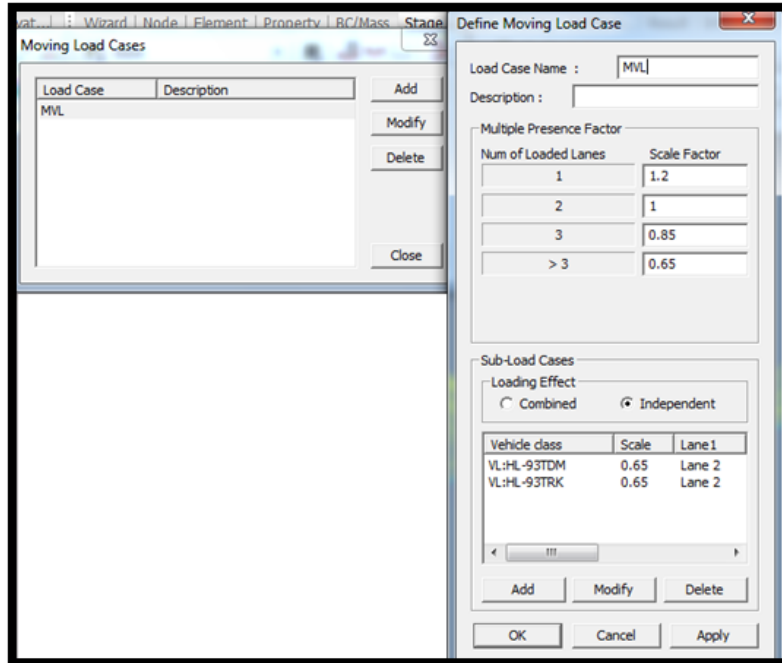 Wizard | Node | Element | Property | BC/Mass Stage
Moving Load Cases
Load Case Description
MVL
Add
Modify
Delete
Close
Define Moving Load Case
Load Case Name : MVL
Description :
Multiple Presence Factor
Num of Loaded Lanes Scale Factor
1 1.2
2 1
3 0.85
> 3 0.65
Sub-Load Cases
Loading Effect
Combined Independent
Vehicle class Scale Lane1
VL:HL-93TDM 0.65 Lane 2
VL:HL-93TRK 0.65 Lane 2
Add Modify Delete
OK Cancel Apply